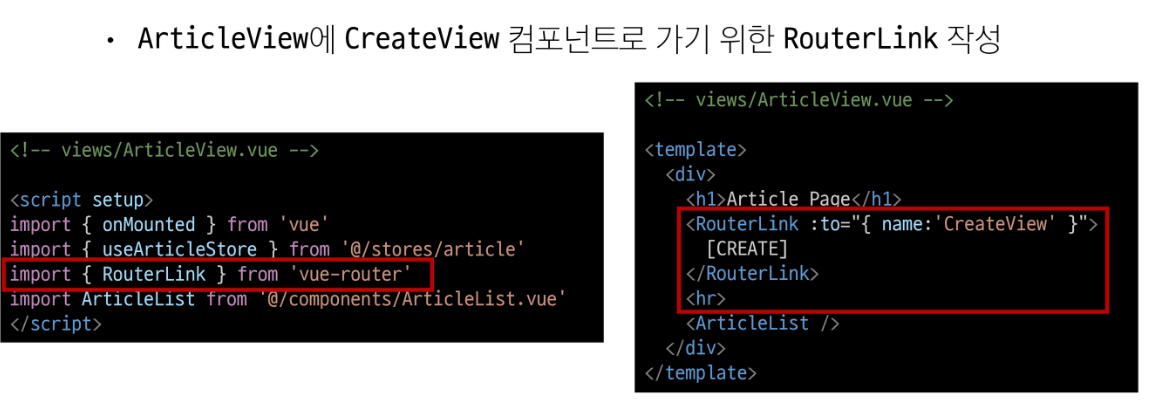 • ArticleView에 CreateView 컴포넌트로 가기 위한 RouterLink 작성
<!-- views/ArticleView.vue -->
<script setup>
import { onMounted } from 'vue'
import { useArticleStore } from '@/stores/article'
import { RouterLink } from 'vue-router'
import ArticleList from '@/components/ArticleList.vue'
</script>
<!-- views/ArticleView.vue -->
<template>
<div>
<h1>Article Page</h1>
<RouterLink :to="{ name:'CreateView' }">
[CREATE]
</RouterLink>
<hr>
<ArticleList />
</div>
</template>